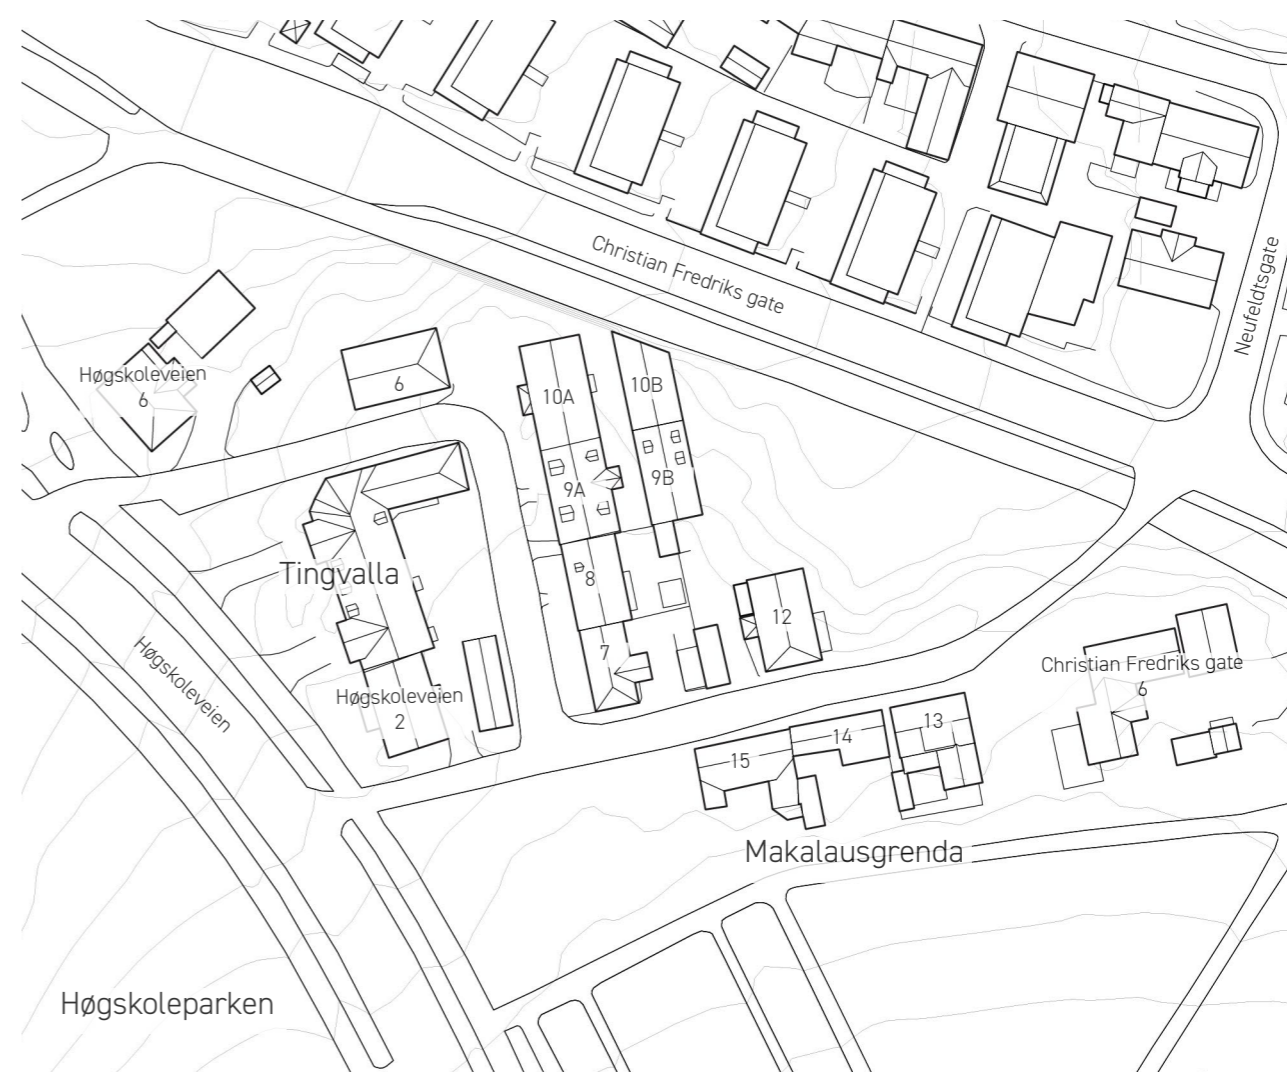 Christian Fredriks gate
Neufeldtsgate
Høgskoleveien
6
6
10A
10B
9A
9B
8
7
12
Tingvalla
Høgskoleveien
Høgskoleveien
2
Christian Fredriks gate
6
13
14
15
Makalausgrenda
Høgskoleparken